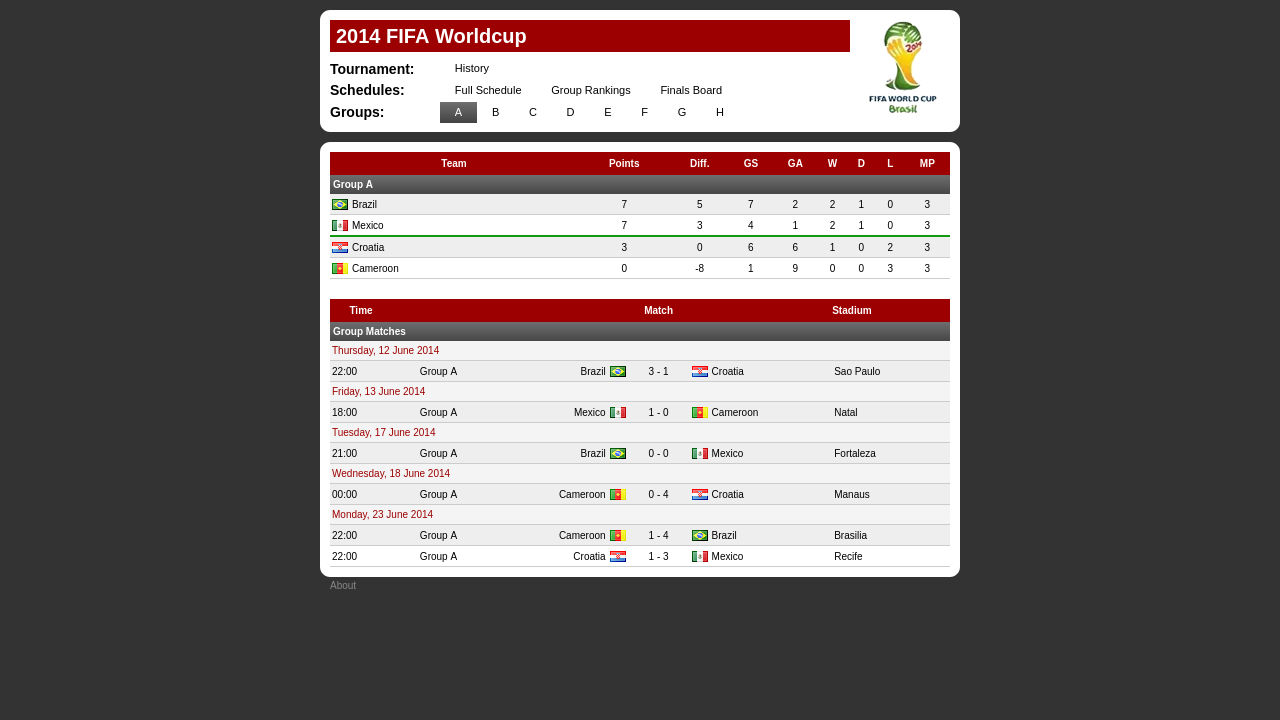 2014 FIFA Worldcup
2014
FIFA WORLD CUP
Brasil
Tournament: History
Schedules: Full Schedule Group Rankings Finals Board
Groups: A B C D E F G H
Team Points Diff. GS GA W D L MP
Group A
Brazil 7 5 7 2 2 1 0 3
Mexico 7 3 4 1 2 1 0 3
Croatia 3 0 6 6 1 0 2 3
Cameroon 0 -8 1 9 0 0 3 3
Time Match Stadium
Group Matches
Thursday, 12 June 2014
22:00 Group A Brazil 3 - 1 Croatia Sao Paulo
Friday, 13 June 2014
18:00 Group A Mexico 1 - 0 Cameroon Natal
Tuesday, 17 June 2014
21:00 Group A Brazil 0 - 0 Mexico Fortaleza
Wednesday, 18 June 2014
00:00 Group A Cameroon 0 - 4 Croatia Manaus
Monday, 23 June 2014
22:00 Group A Cameroon 1 - 4 Brazil Brasilia
22:00 Group A Croatia 1 - 3 Mexico Recife
About